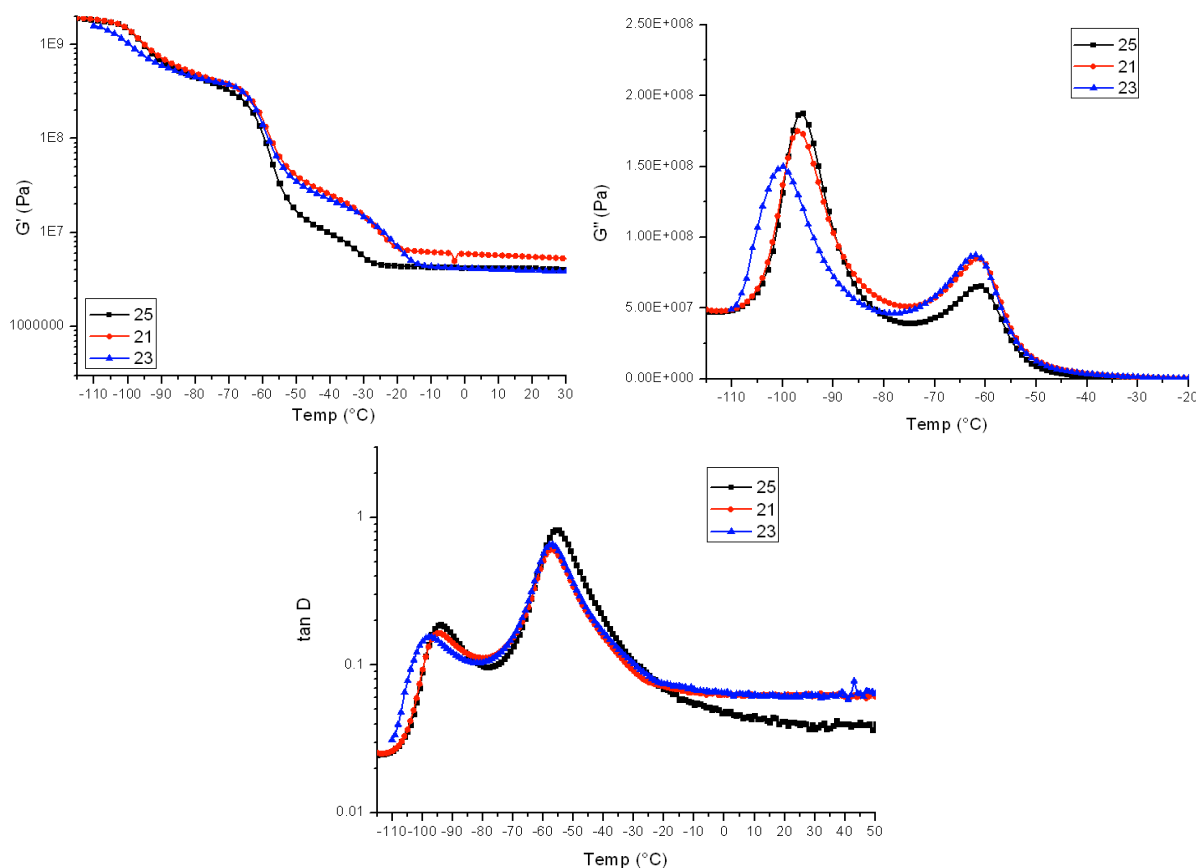 1E9
1E8
1E7
1000000
G' (Pa)
25
21
23
-110 -100 -90 -80 -70 -60 -50 -40 -30 -20 -10 0 10 20 30
Temp (°C)
2.50E+008
2.00E+008
1.50E+008
1.00E+008
5.00E+007
0.00E+000
G'' (Pa)
25
21
23
-110 -100 -90 -80 -70 -60 -50 -40 -30 -20
Temp (°C)
1
0.1
0.01
tan D
25
21
23
-110 -100 -90 -80 -70 -60 -50 -40 -30 -20 -10 0 10 20 30 40 50
Temp (°C)